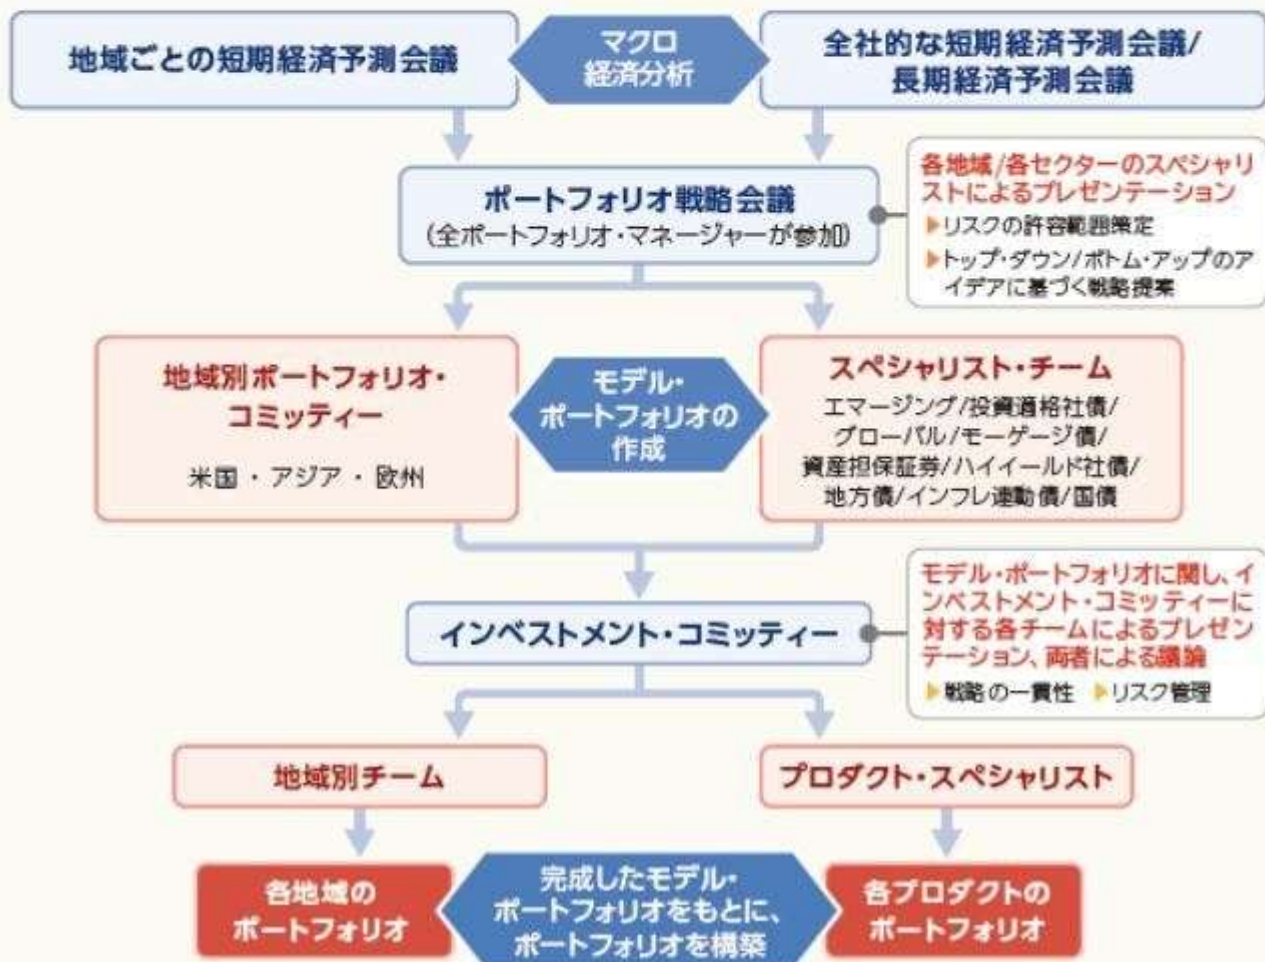 地域ごとの短期経済予測会議
マクロ
経済分析
全社的な短期経済予測会議/
長期経済予測会議
ポートフォリオ戦略会議
(全ポートフォリオ・マネージャーが参加)
各地域/各セクターのスペシャリ
ストによるプレゼンテーション
▶リスクの許容範囲策定
▶トップ・ダウン/ボトム・アップのア
イデアに基づく戦略提案
地域別ポートフォリオ・
コミッティー
米国 ・ アジア ・ 欧州
モデル・
ポートフォリオの
作成
スペシャリスト・チーム
エマージング/投資適格社債/
グローバル/モーゲージ債/
資産担保証券/ハイイールド社債/
地方債/インフレ連動債/国債
インベストメント・コミッティー
モデル・ポートフォリオに関し、イ
ンベストメント・コミッティーに
対する各チームによるプレゼン
テーション、両者による議論
▶戦略の一貫性 ▶リスク管理
地域別チーム
プロダクト・スペシャリスト
各地域の
ポートフォリオ
完成したモデル・
ポートフォリオをもとに、
ポートフォリオを構築
各プロダクトの
ポートフォリオ